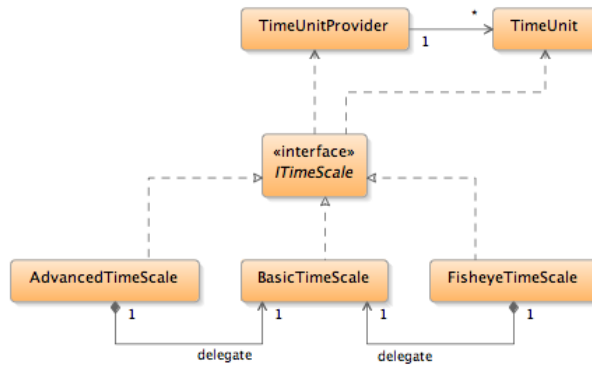 TimeUnitProvider
1
*
TimeUnit
«interface»
ITimeScale
AdvancedTimeScale
BasicTimeScale
FisheyeTimeScale
1
1
1
1
delegate
delegate